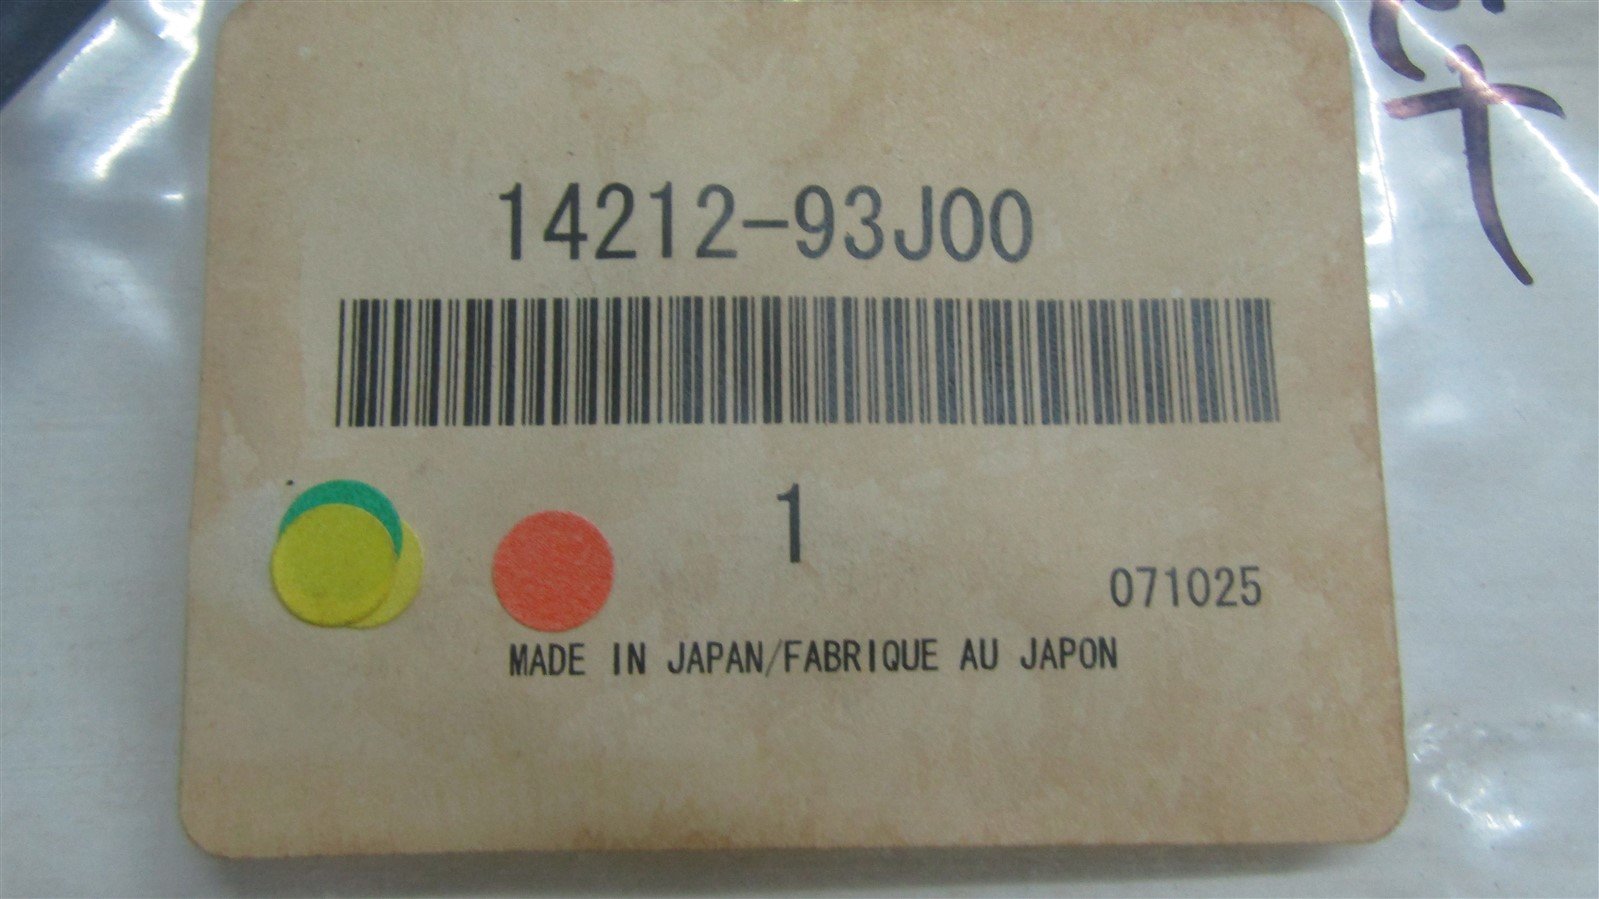 14212-93J00
1
071025
MADE IN JAPAN/FABRIQUE AU JAPON